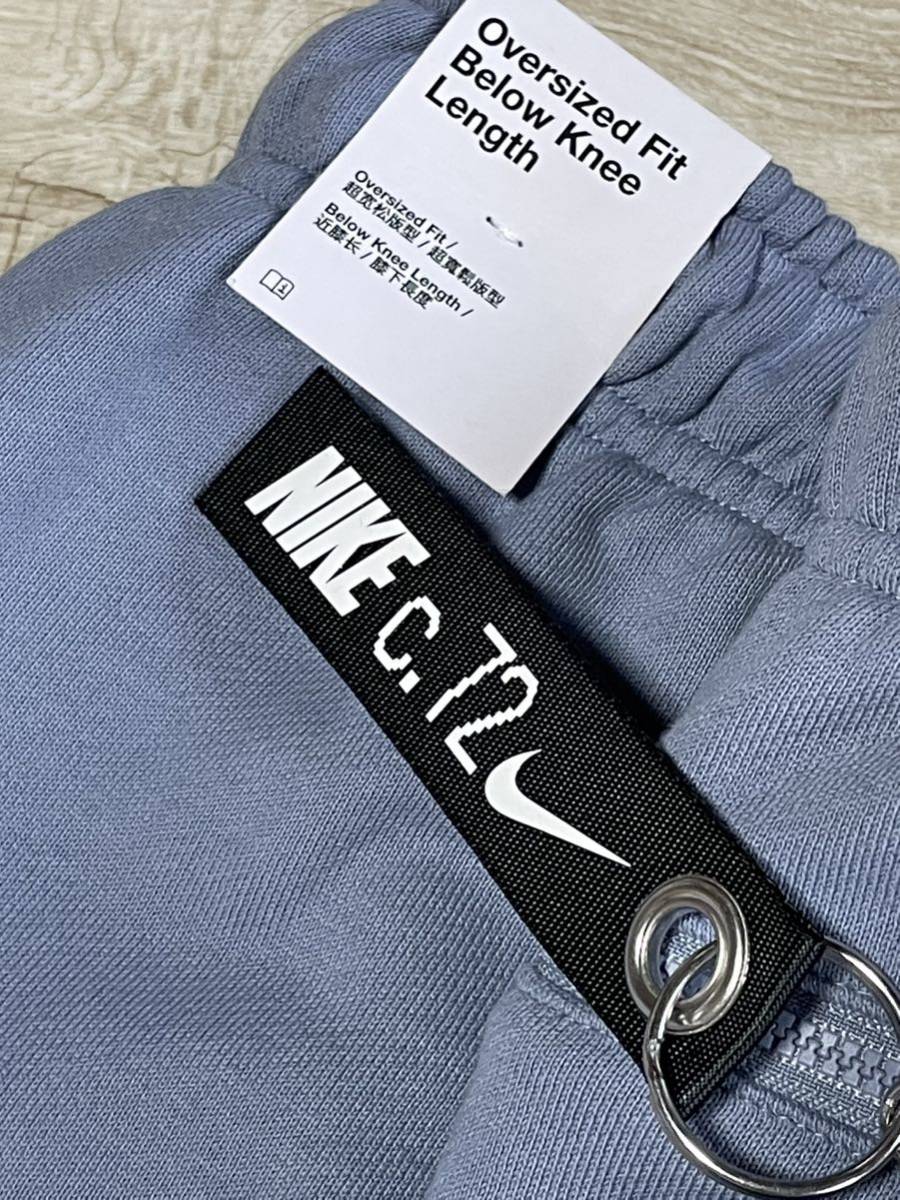 Oversized Fit
Below Knee
Length
Oversized Fit /
超宽松版型 / 超寬鬆版型
Below Knee Length /
近膝长 / 膝下長度
NIKE C.72